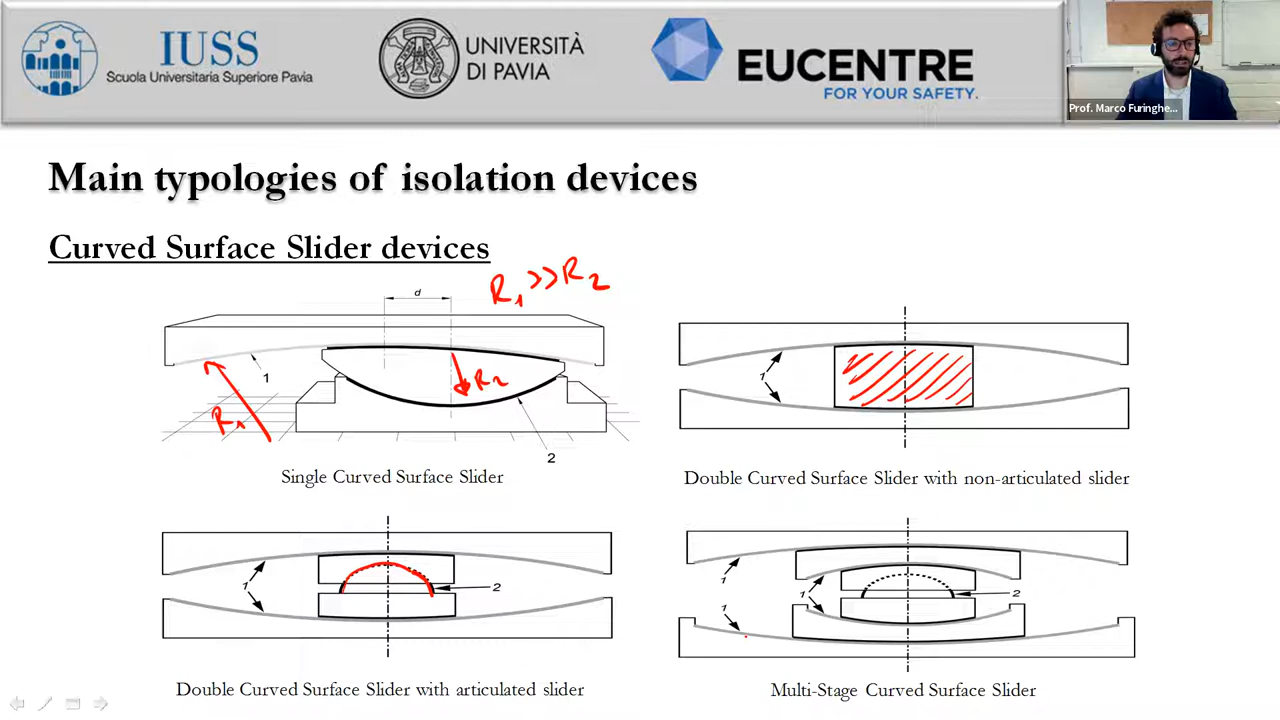 IUSS
Scuola Universitaria Superiore Pavia
UNIVERSITÀ
DI PAVIA
EUCENTRE
FOR YOUR SAFETY.
Prof. Marco Furinghe...
Main typologies of isolation devices
Curved Surface Slider devices
R1 >> R2
d
1
R1
R2
2
Single Curved Surface Slider
1
Double Curved Surface Slider with non-articulated slider
1
2
Double Curved Surface Slider with articulated slider
1
1
1
2
Multi-Stage Curved Surface Slider